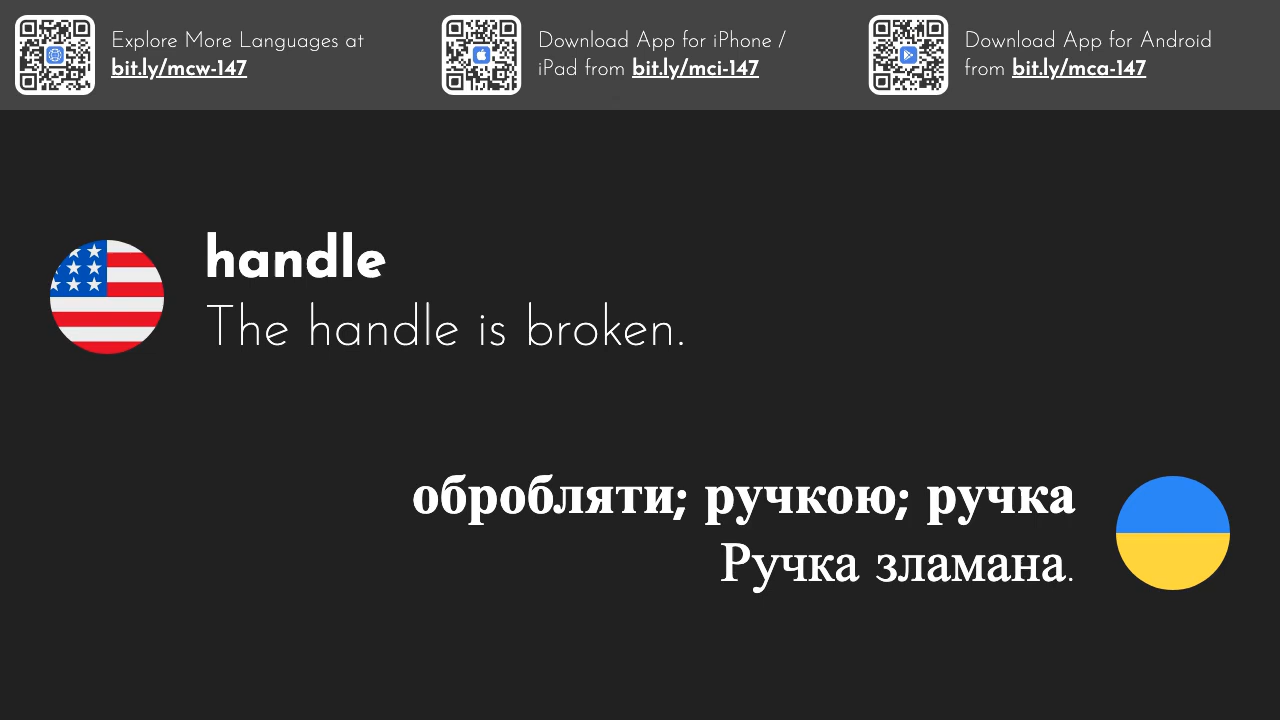 Explore More Languages at
bit.ly/mcw-147
Download App for iPhone /
iPad from bit.ly/mci-147
Download App for Android
from bit.ly/mca-147
handle
The handle is broken.
обробляти; ручкою; ручка
Ручка зламана.